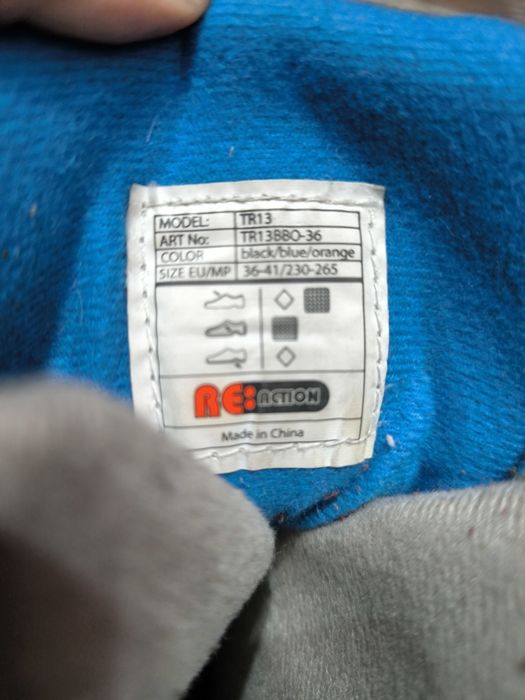 MODEL: TR13
ART No: TR13BBO-36
COLOR black/blue/orange
SIZE EU/MP 36-41/230-265
RE:ACTION
Made in China